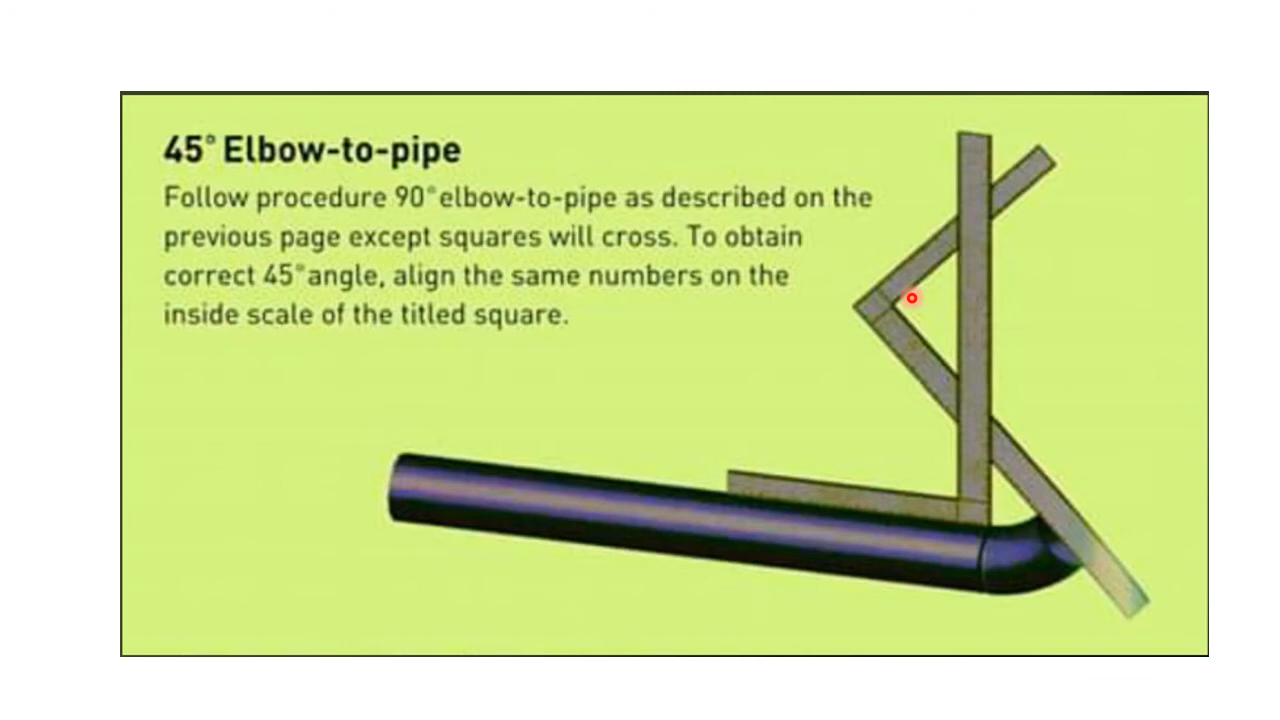 45° Elbow-to-pipe
Follow procedure 90° elbow-to-pipe as described on the
previous page except squares will cross. To obtain
correct 45° angle, align the same numbers on the
inside scale of the titled square.